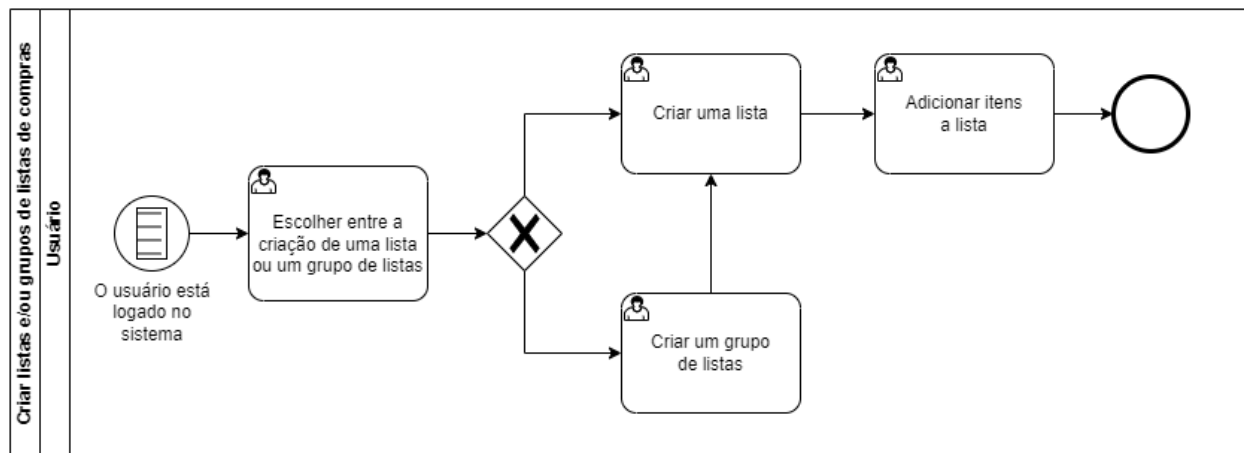 Criar listas e/ou grupos de listas de compras
Usuário
O usuário está
logado no
sistema
Escolher entre a
criação de uma lista
ou um grupo de listas
Criar uma lista
Adicionar itens
a lista
Criar um grupo
de listas